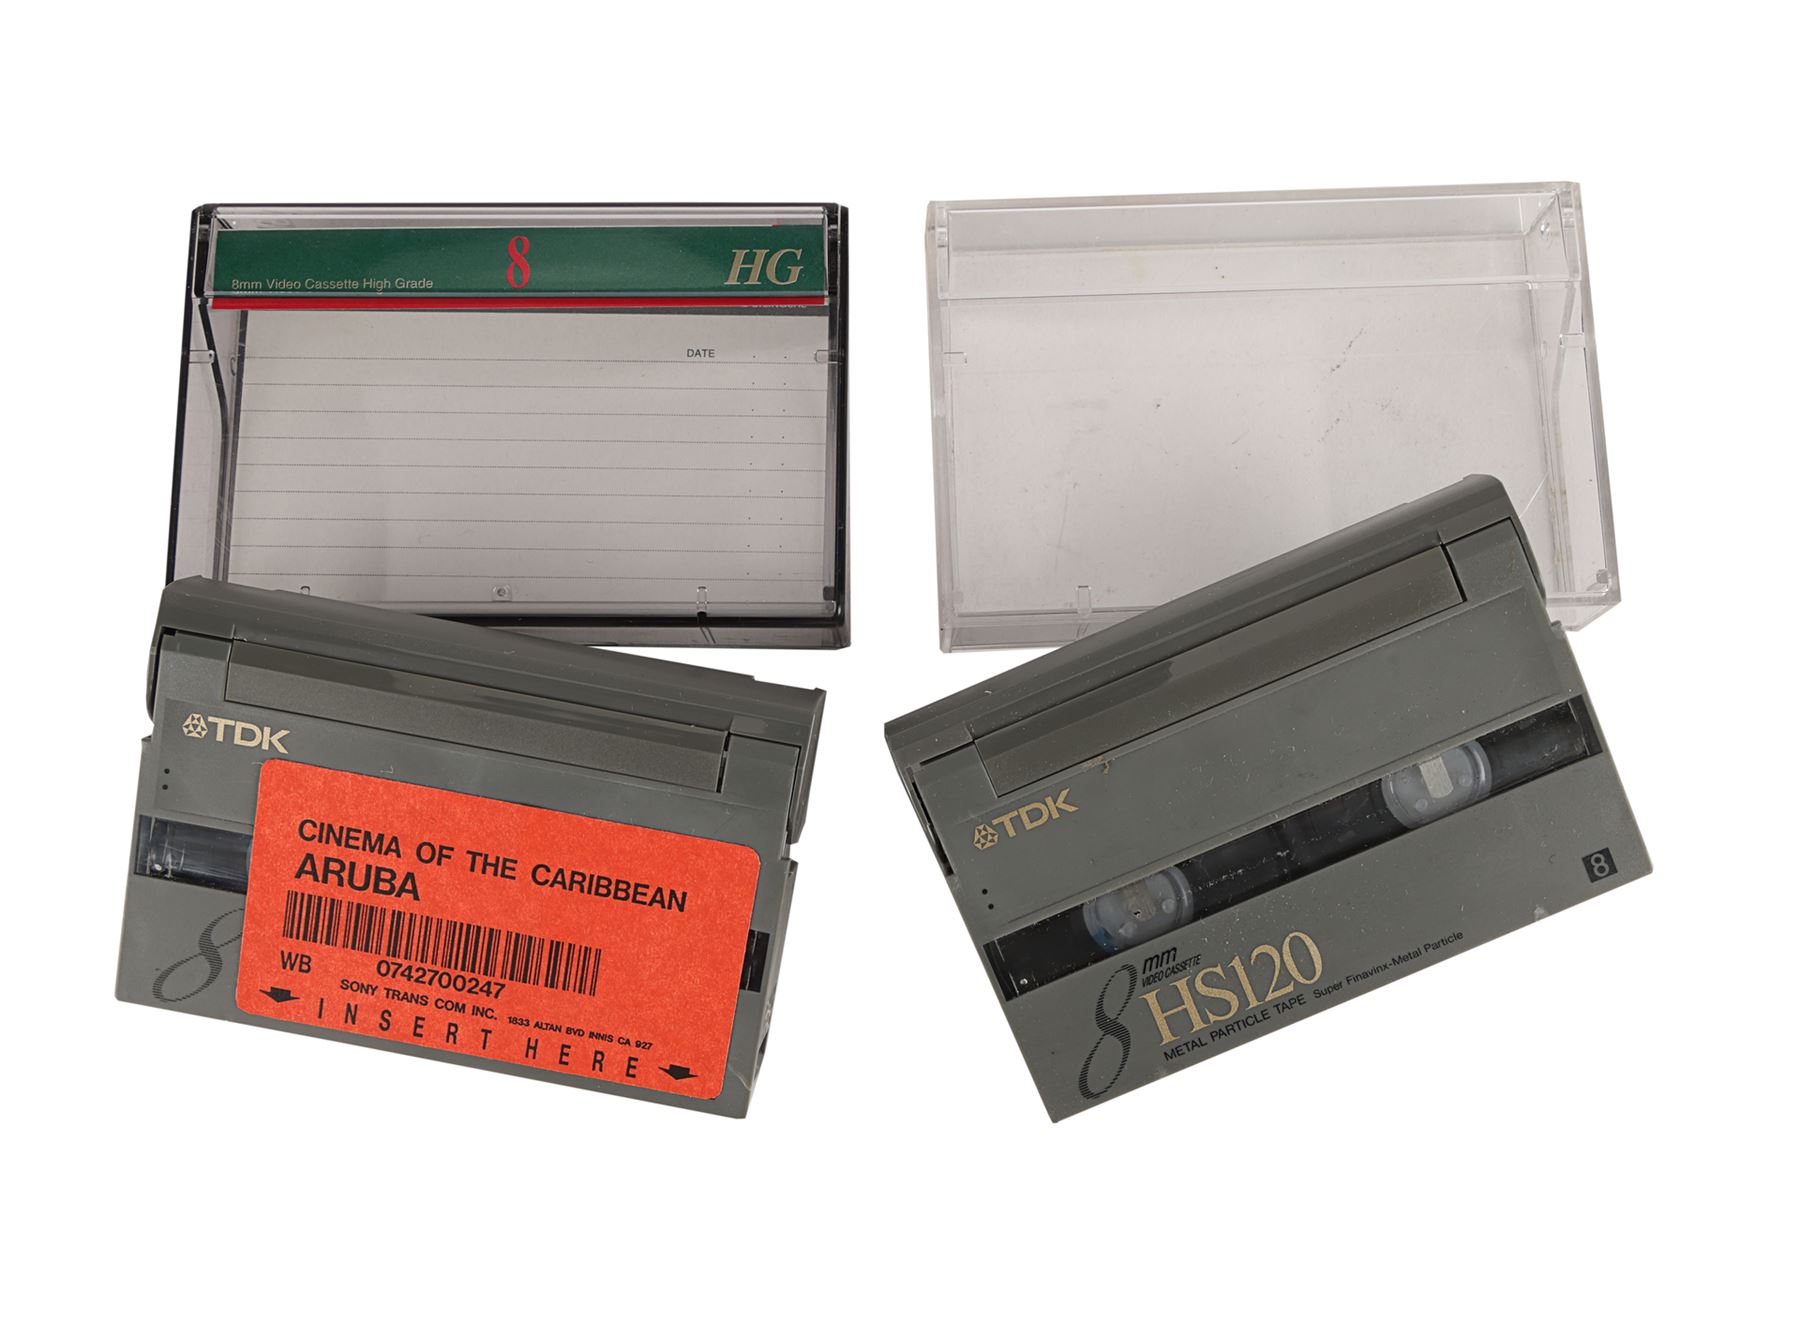 8
HG
8mm Video Cassette High Grade
DATE
TDK
CINEMA OF THE CARIBBEAN
ARUBA
WB
0742700247
SONY TRANS COM INC. 1833 ALTAN BVD INNIS CA 927
INSERT HERE
8
TDK
8
8 mm
VIDEO CASSETTE
HS120
METAL PARTICLE TAPE Super Finavinx-Metal Particle